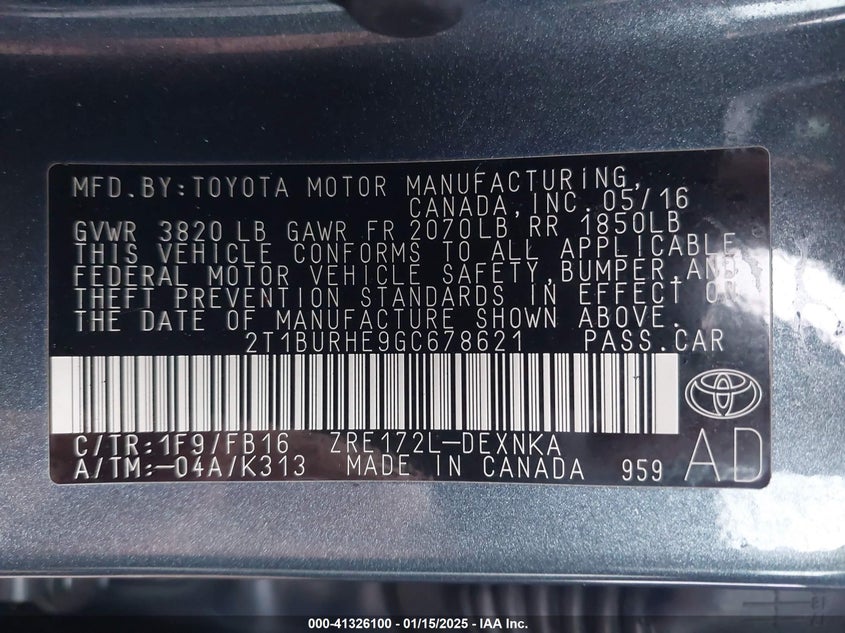 MFD.BY:TOYOTA MOTOR MANUFACTURING,
CANADA, INC. 05/16
GVWR 3820 LB GAWR FR 2070LB RR 1850LB
THIS VEHICLE CONFORMS TO ALL APPLICABLE
FEDERAL MOTOR VEHICLE SAFETY, BUMPER, AND
THEFT PREVENTION STANDARDS IN EFFECT ON
THE DATE OF MANUFACTURE SHOWN ABOVE.
2T1BURHE9GC678621 PASS.CAR
C/TR:1F9/FB16 ZRE172L-DEXNKA
A/TM:-04A/K313 MADE IN CANADA 959
AD
000-41326100 - 01/15/2025 - IAA Inc.